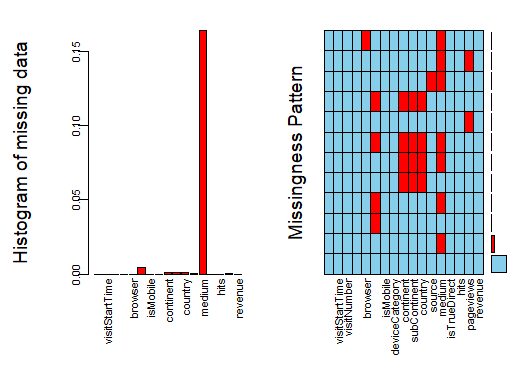 Histogram of missing data
0.00
0.05
0.10
0.15
visitStartTime
browser
isMobile
continent
country
medium
hits
revenue
Missingness Pattern
visitStartTime
visitNumber
browser
isMobile
deviceCategory
continent
subContinent
country
source
medium
isTrueDirect
hits
pageviews
revenue